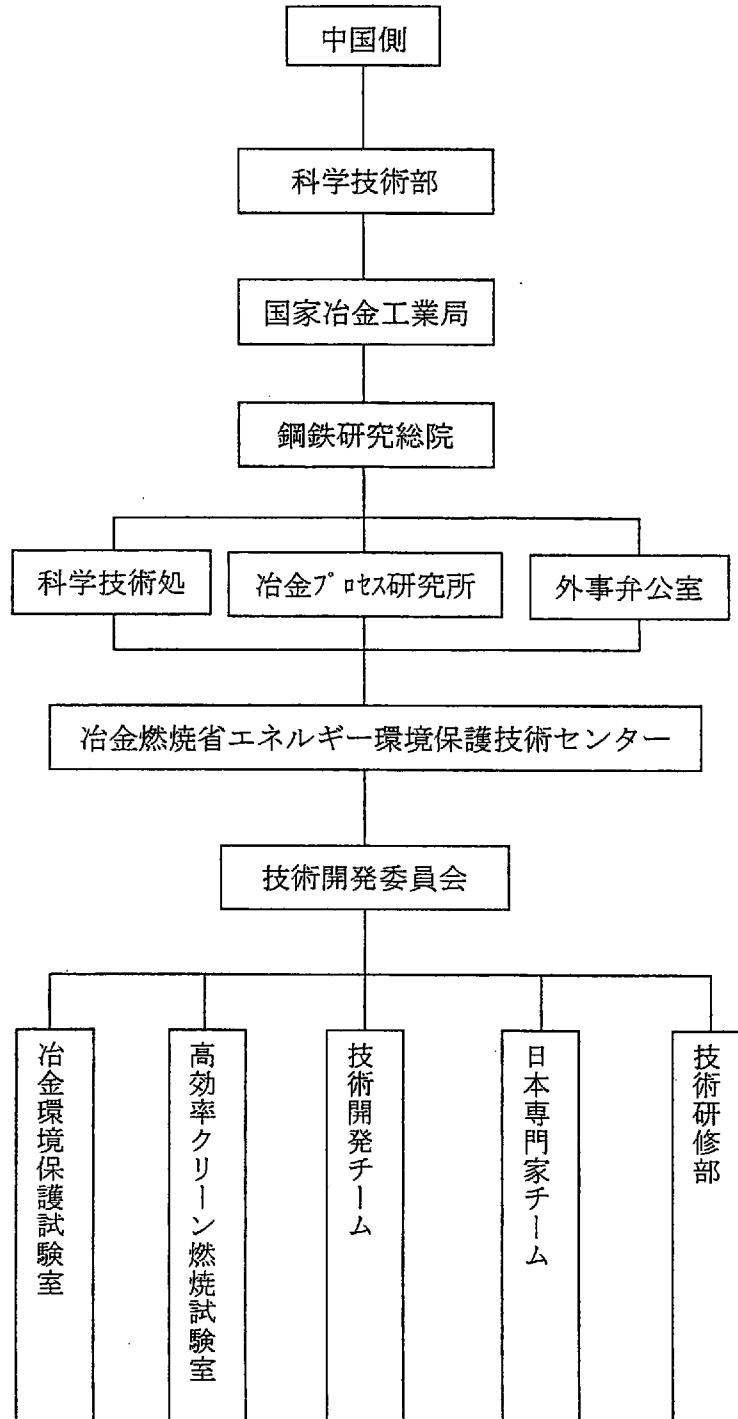 中国側
科学技術部
国家冶金工業局
鋼鉄研究総院
科学技術処
冶金ﾌﾟﾛｾｽ研究所
外事弁公室
冶金燃焼省エネルギー環境保護技術センター
技術開発委員会
冶金環境保護試験室
高効率クリーン燃焼試験室
技術開発チーム
日本専門家チーム
技術研修部